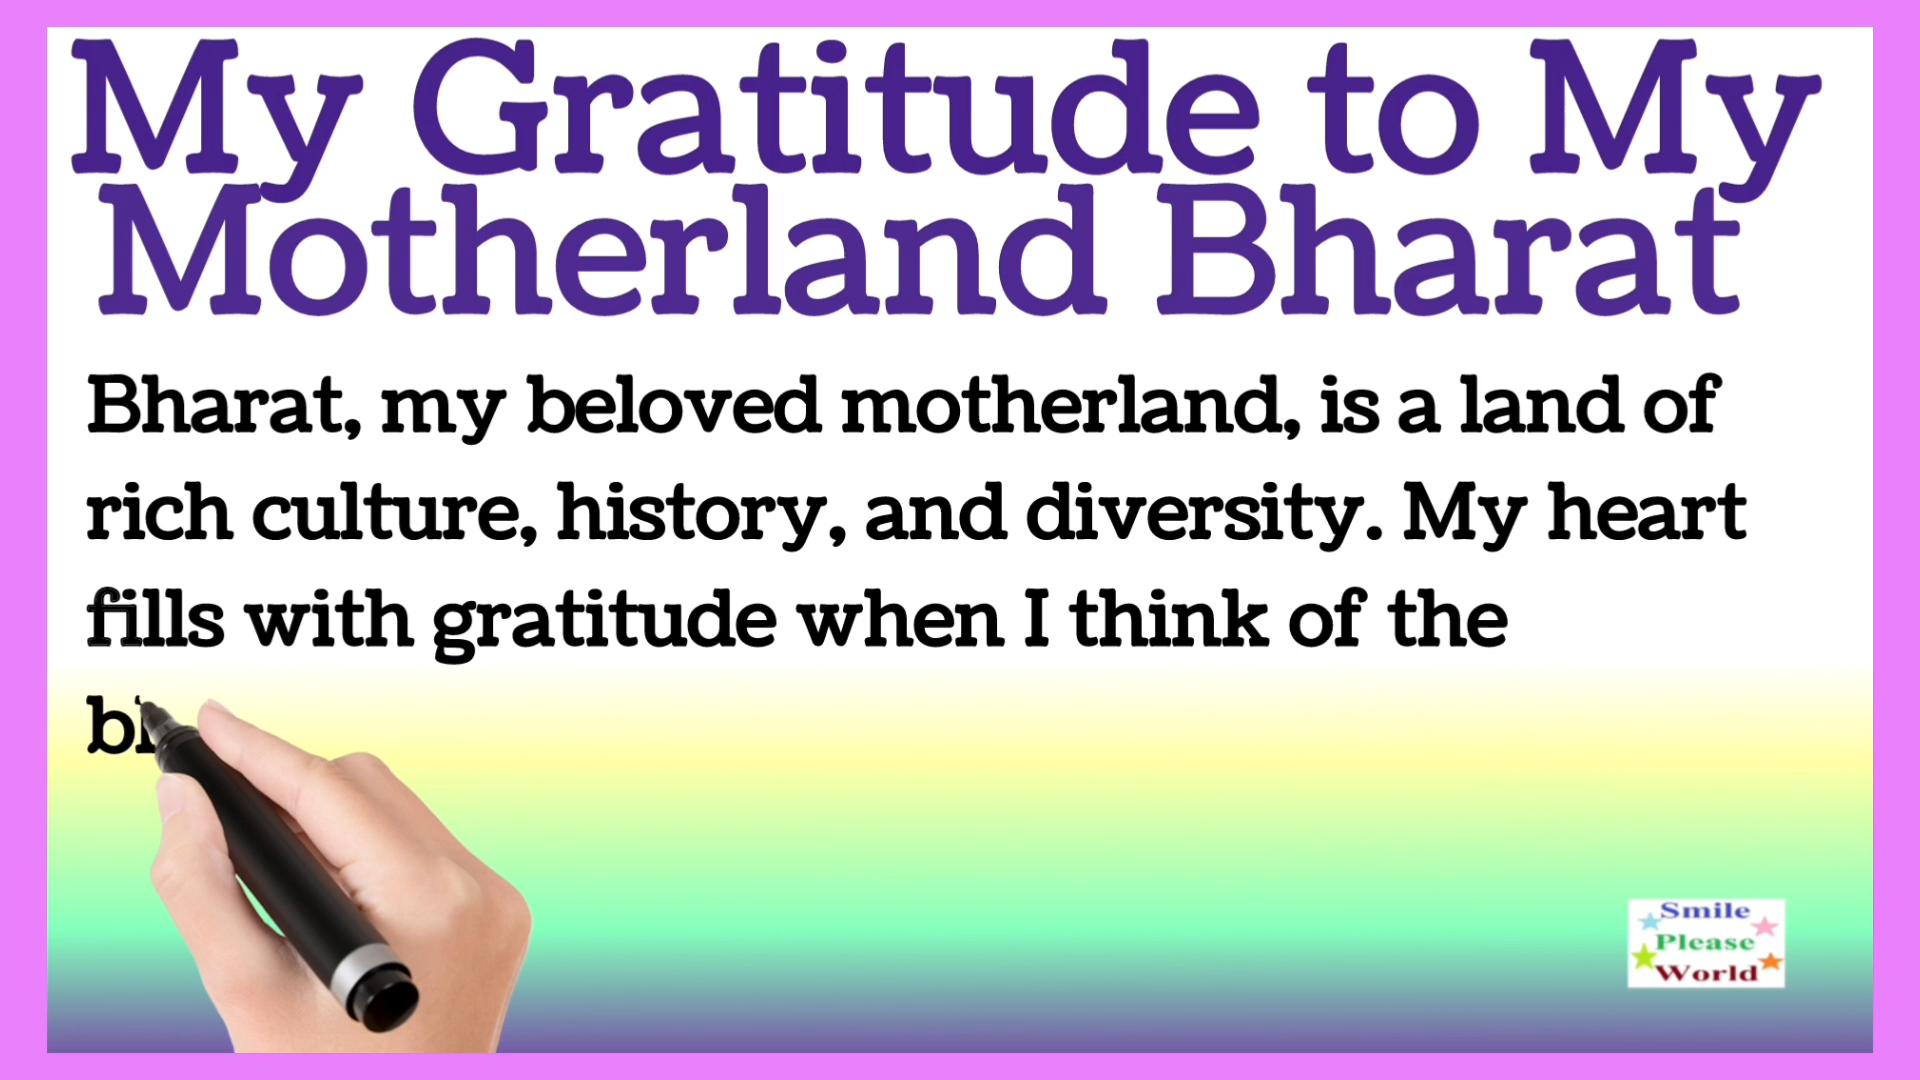 My Gratitude to My
Motherland Bharat
Bharat, my beloved motherland, is a land of
rich culture, history, and diversity. My heart
fills with gratitude when I think of the
Smile
Please
World